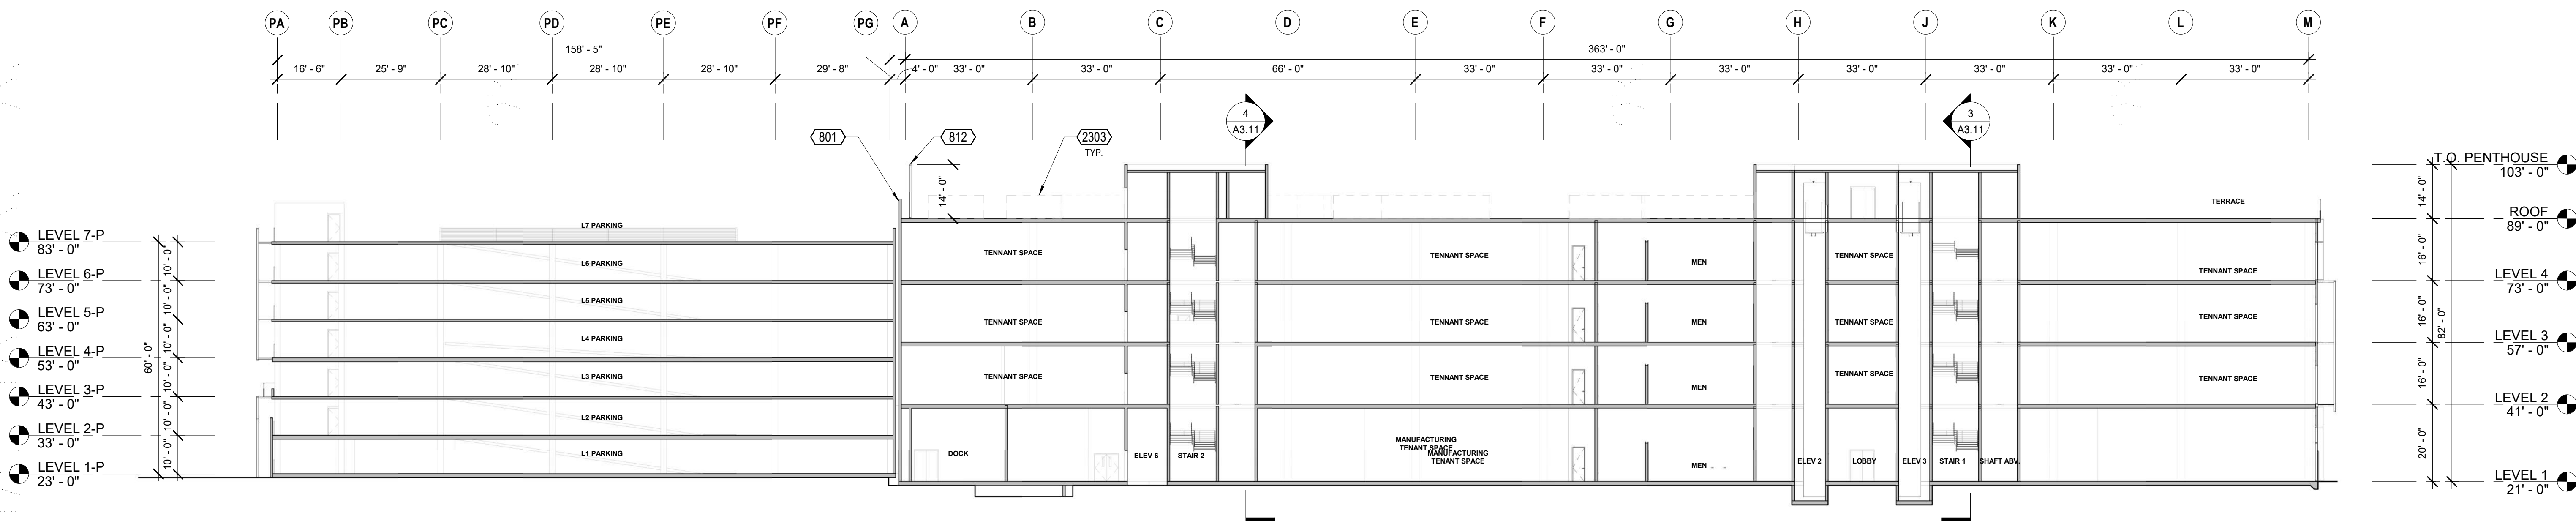 PA PB PC PD PE PF PG A B C D E F G H J K L M
158' - 5" 363' - 0"
16' - 6" 25' - 9" 28' - 10" 28' - 10" 28' - 10" 29' - 8" 4' - 0" 33' - 0" 33' - 0" 66' - 0" 33' - 0" 33' - 0" 33' - 0" 33' - 0" 33' - 0" 33' - 0" 33' - 0"
4 3
A3.11 A3.11
801 812 2303
TYP.
T.O. PENTHOUSE
103' - 0"
14' - 0" 14' - 0"
TERRACE
ROOF
89' - 0"
L7 PARKING
LEVEL 7-P
83' - 0"
TENNANT SPACE TENNANT SPACE TENNANT SPACE
L6 PARKING MEN
10' - 0" 16' - 0"
TENNANT SPACE
LEVEL 6-P LEVEL 4
73' - 0" 73' - 0"
L5 PARKING
10' - 0"
TENNANT SPACE
LEVEL 5-P
63' - 0"
TENNANT SPACE TENNANT SPACE MEN TENNANT SPACE
16' - 0" 82' - 0"
L4 PARKING
10' - 0"
LEVEL 3
57' - 0"
LEVEL 4-P
53' - 0"
60' - 0"
L3 PARKING TENNANT SPACE TENNANT SPACE TENNANT SPACE TENNANT SPACE
10' - 0" 16' - 0"
MEN
LEVEL 3-P LEVEL 2
43' - 0" 41' - 0"
L2 PARKING
10' - 0"
LEVEL 2-P
33' - 0"
MANUFACTURING
TENANT SPACE
MANUFACTURING
TENANT SPACE
L1 PARKING DOCK ELEV 6 STAIR 2
10' - 0" 20' - 0"
MEN ELEV 2 LOBBY ELEV 3 STAIR 1 SHAFT ABV.
LEVEL 1-P
23' - 0"
LEVEL 1
21' - 0"